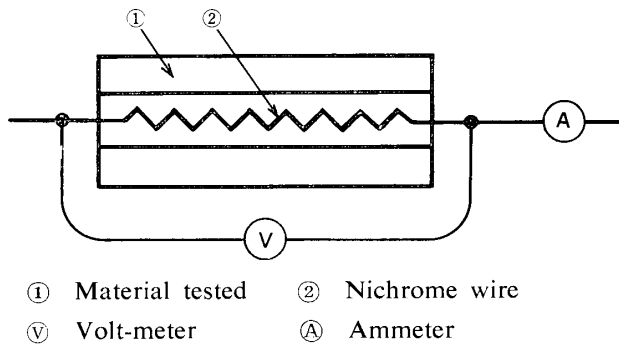 ① ②
A
V
① Material tested ② Nichrome wire
Ⓥ Volt-meter Ⓐ Ammeter